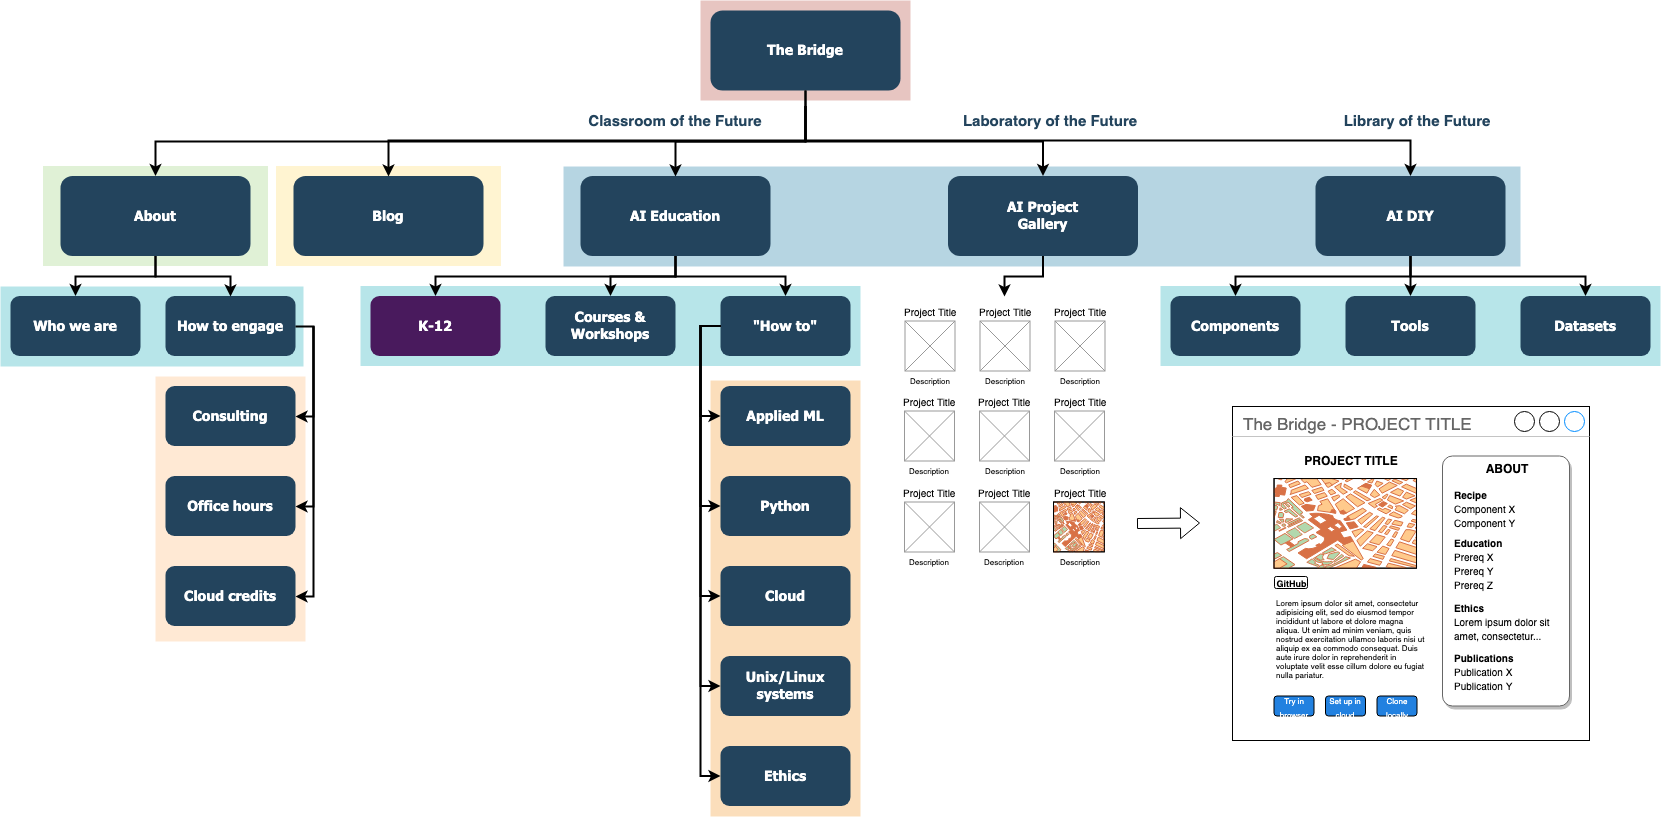 The Bridge
Classroom of the Future
Laboratory of the Future
Library of the Future
About
Blog
AI Education
AI Project
Gallery
AI DIY
Who we are
How to engage
K-12
Courses &
Workshops
"How to"
Components
Tools
Datasets
Consulting
Office hours
Cloud credits
Applied ML
Python
Cloud
Unix/Linux
systems
Ethics
Project Title
Project Title
Project Title
Description
Description
Description
Project Title
Project Title
Project Title
Description
Description
Description
Project Title
Project Title
Project Title
Description
Description
Description
The Bridge - PROJECT TITLE
PROJECT TITLE
GitHub
Lorem ipsum dolor sit amet, consectetur
adipisicing elit, sed do eiusmod tempor
incididunt ut labore et dolore magna
aliqua. Ut enim ad minim veniam, quis
nostrud exercitation ullamco laboris nisi ut
aliquip ex ea commodo consequat. Duis
aute irure dolor in reprehenderit in
voluptate velit esse cillum dolore eu fugiat
nulla pariatur.
Try in
browser
Set up in
cloud
Clone
locally
ABOUT
Recipe
Component X
Component Y
Education
Prereq X
Prereq Y
Prereq Z
Ethics
Lorem ipsum dolor sit
amet, consectetur...
Publications
Publication X
Publication Y